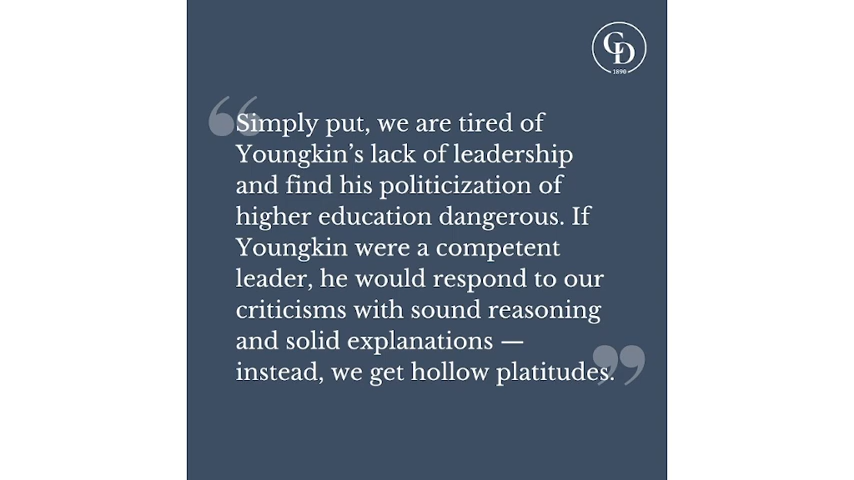 CD
1890
“
Simply put, we are tired of
Youngkin’s lack of leadership
and find his politicization of
higher education dangerous. If
Youngkin were a competent
leader, he would respond to our
criticisms with sound reasoning
and solid explanations —
instead, we get hollow platitudes.
”